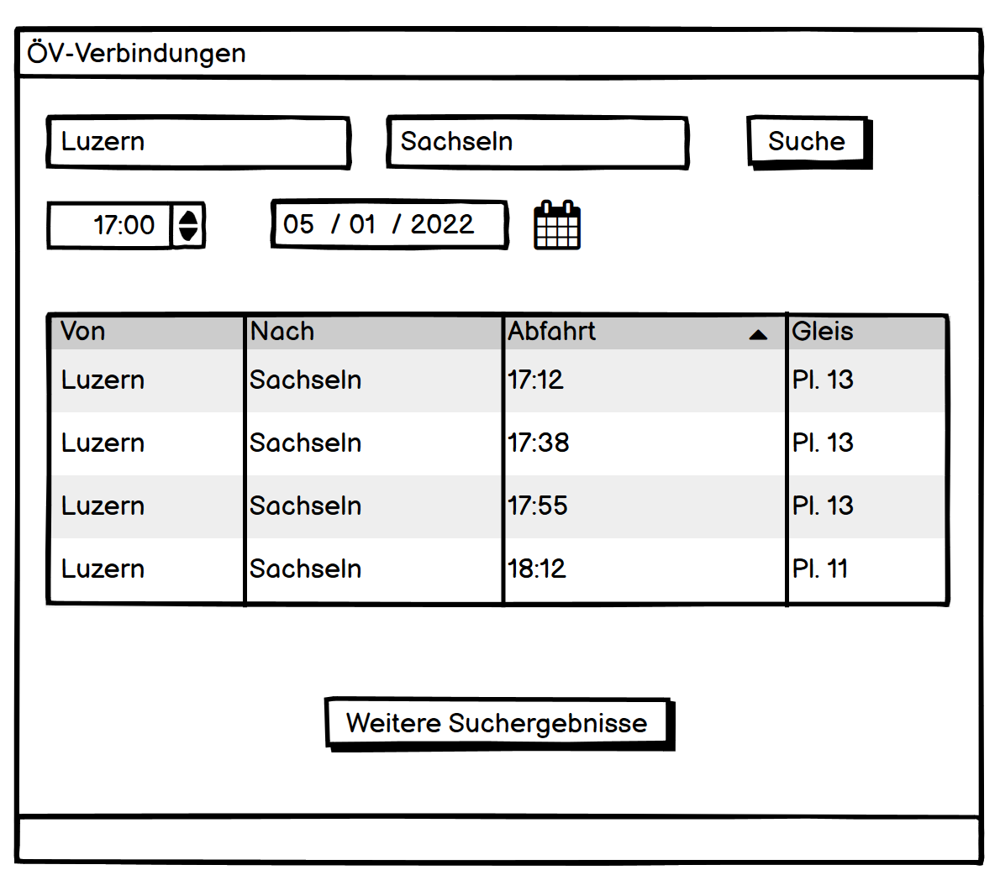 ÖV-Verbindungen
Luzern Sachseln Suche
17:00 05 / 01 / 2022
Von Nach Abfahrt Gleis
Luzern Sachseln 17:12 Pl. 13
Luzern Sachseln 17:38 Pl. 13
Luzern Sachseln 17:55 Pl. 13
Luzern Sachseln 18:12 Pl. 11
Weitere Suchergebnisse